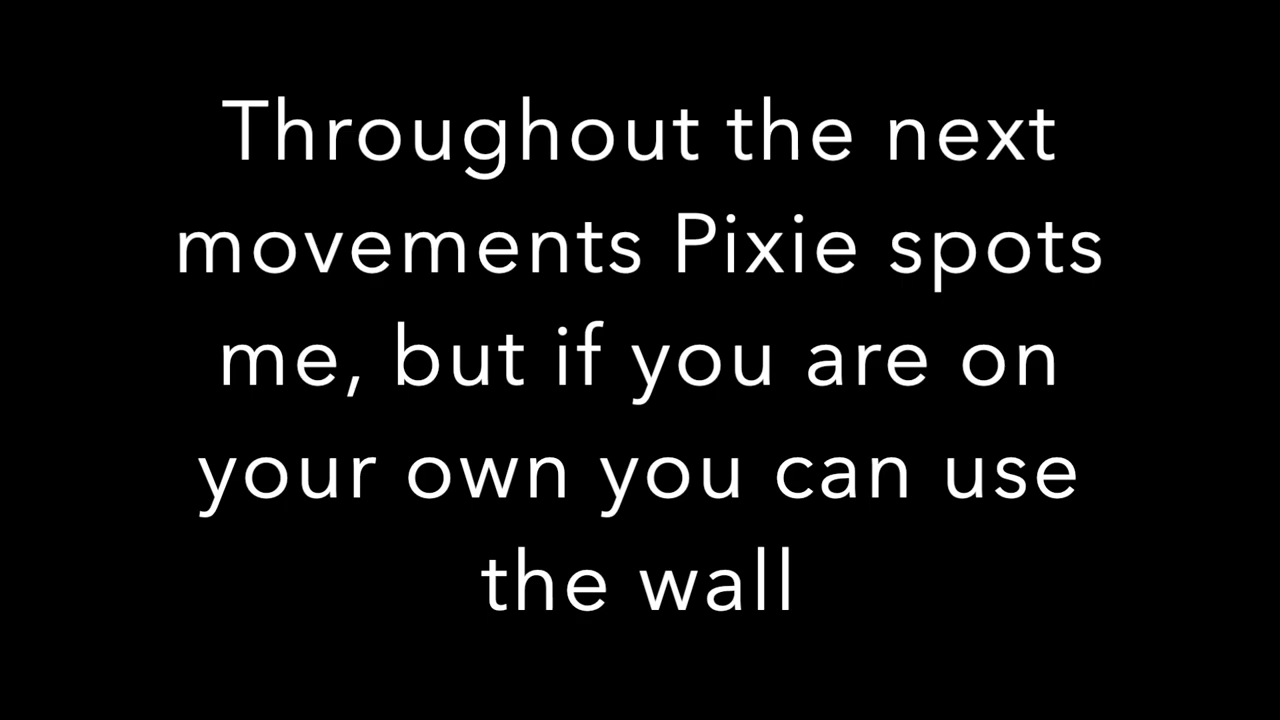 Throughout the next
movements Pixie spots
me, but if you are on
your own you can use
the wall